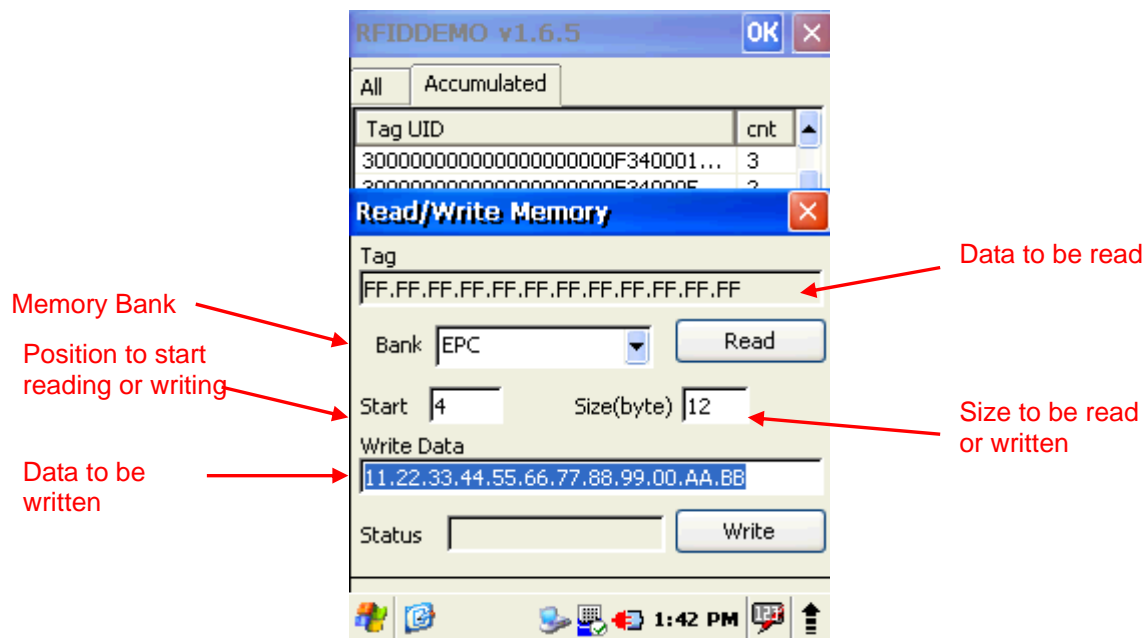 RFIDDEMO v1.6.5 OK
All Accumulated
Tag UID cnt
300000000000000000000F340001... 3
300000000000000000000F34000F 2
Read/Write Memory
Tag
Data to be read
FF.FF.FF.FF.FF.FF.FF.FF.FF.FF.FF.FF
Memory Bank
Bank EPC Read
Position to start
reading or writing
Start 4 Size(byte) 12
Size to be read
or written
Write Data
Data to be
written
11.22.33.44.55.66.77.88.99.00.AA.BB
Status Write
1:42 PM 123